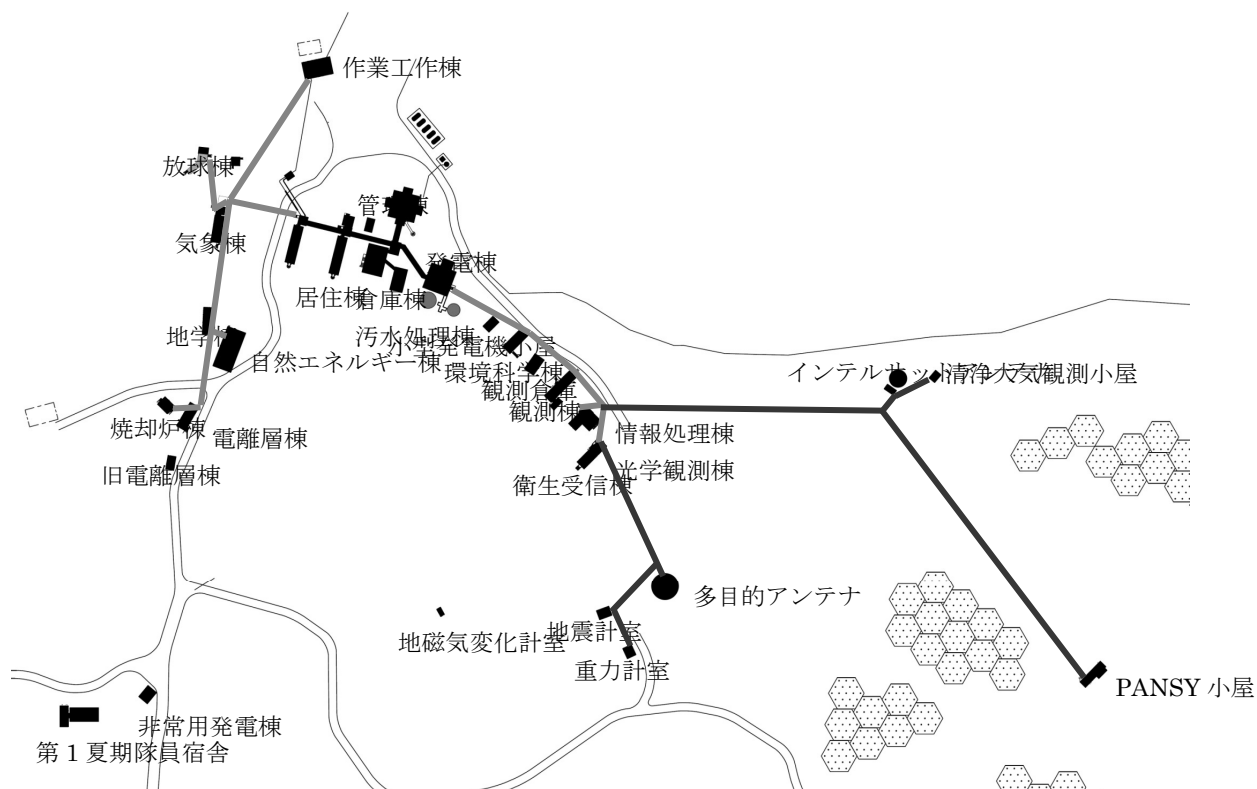 作業工作棟
放球棟
管理棟
気象棟
発電棟
居住棟
倉庫棟
地学棟
汚水処理棟
小型発電機小屋
自然エネルギー棟
環境科学棟
インテルサットアンテナ
清浄大気観測小屋
観測倉庫
観測棟
焼却炉棟
電離層棟
情報処理棟
旧電離層棟
光学観測棟
衛生受信棟
多目的アンテナ
地震計室
地磁気変化計室
重力計室
PANSY 小屋
非常用発電棟
第 1 夏期隊員宿舎